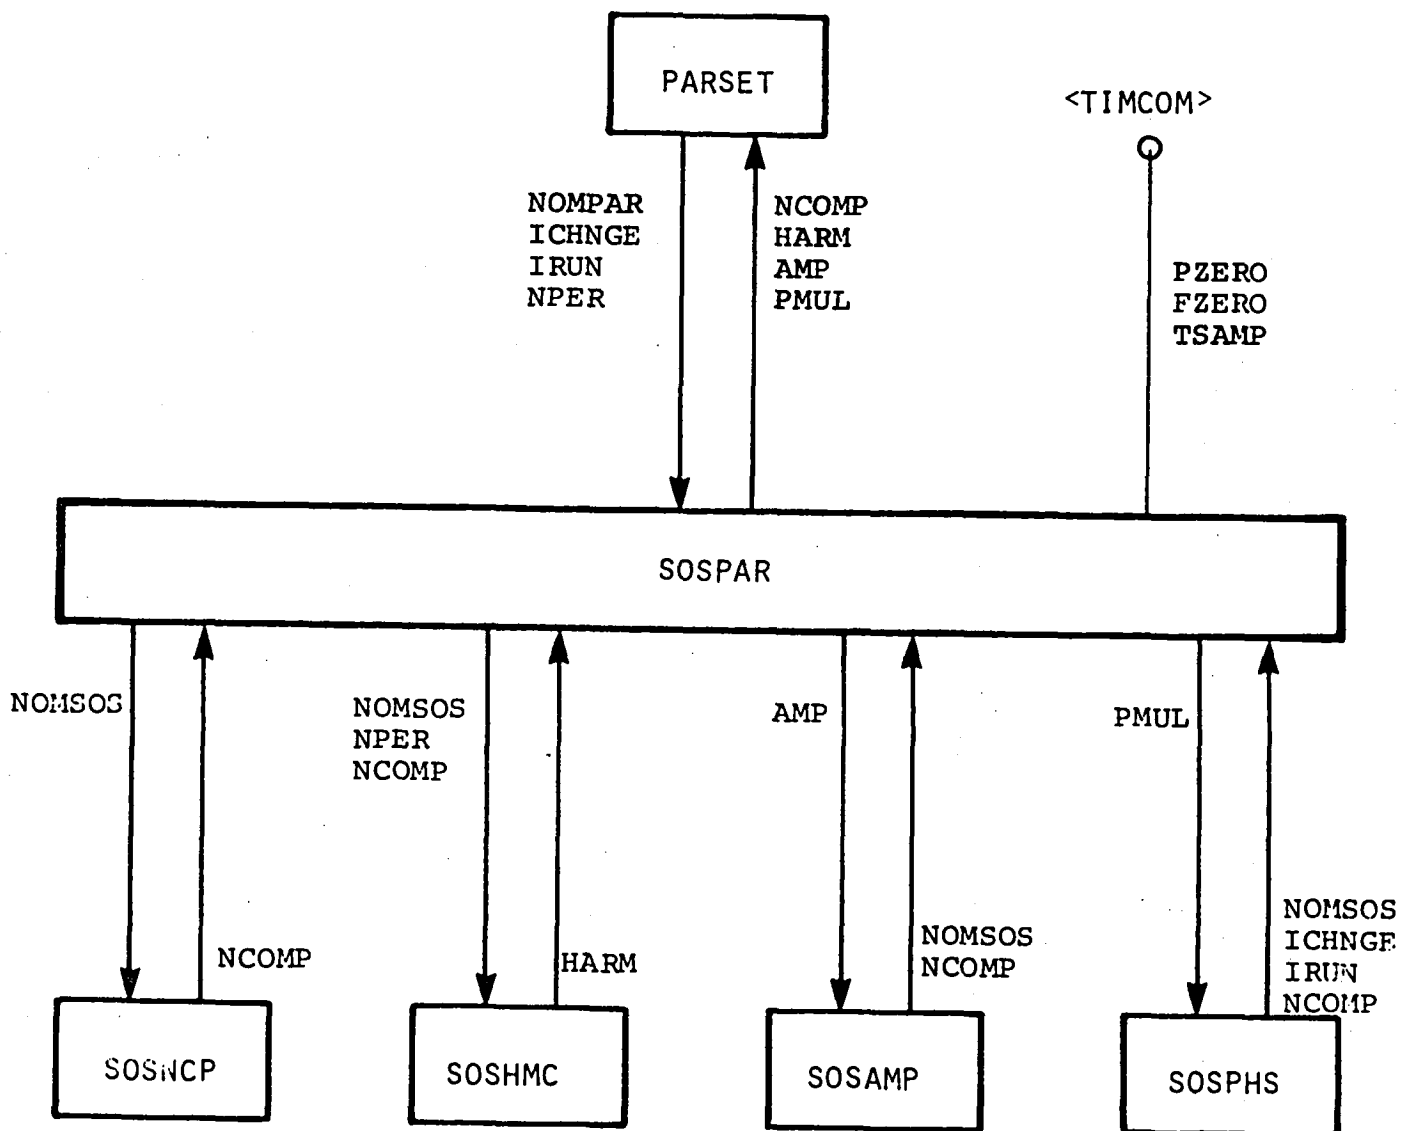 PARSET
<TIMCOM>
NOMPAR
ICHNGE
IRUN
NPER
NCOMP
HARM
AMP
PMUL
PZERO
FZERO
TSAMP
SOSPAR
NOMSOS
NCOMP
NOMSOS
NPER
NCOMP
HARM
AMP
NOMSOS
NCOMP
PMUL
NOMSOS
ICHNGE
IRUN
NCOMP
SOSNCP
SOSHMC
SOSAMP
SOSPHS